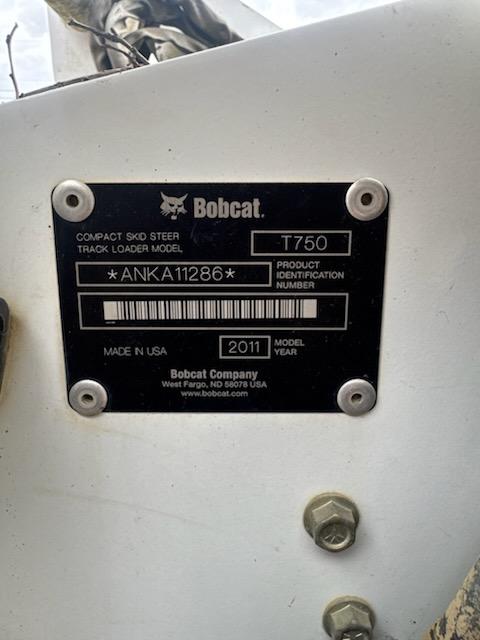 Bobcat.
COMPACT SKID STEER
TRACK LOADER MODEL
T750
*ANKA11286*
PRODUCT
IDENTIFICATION
NUMBER
MADE IN USA
2011
MODEL
YEAR
Bobcat Company
West Fargo, ND 58078 USA
www.bobcat.com